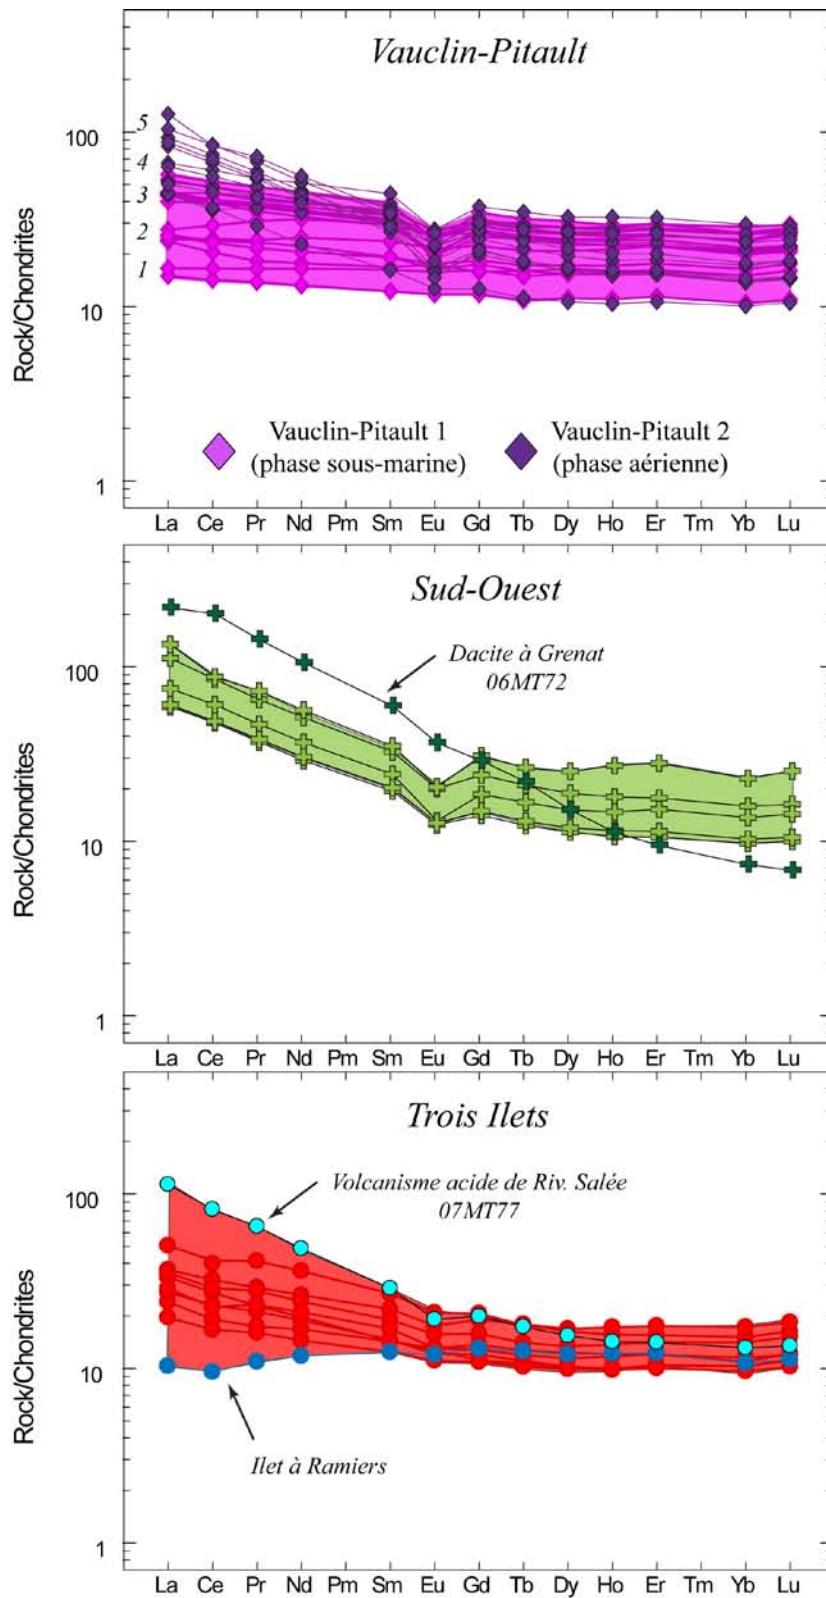 Vauclin-Pitault
100
10
1
5
4
3
2
1
Rock/Chondrites
Vauclin-Pitault 1
(phase sous-marine)
Vauclin-Pitault 2
(phase aérienne)
La Ce Pr Nd Pm Sm Eu Gd Tb Dy Ho Er Tm Yb Lu
Sud-Ouest
100
10
1
Rock/Chondrites
Dacite à Grenat
06MT72
La Ce Pr Nd Pm Sm Eu Gd Tb Dy Ho Er Tm Yb Lu
Trois Ilets
100
10
1
Rock/Chondrites
Volcanisme acide de Riv. Salée
07MT77
Ilet à Ramiers
La Ce Pr Nd Pm Sm Eu Gd Tb Dy Ho Er Tm Yb Lu